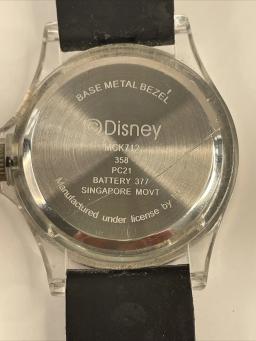 BASE METAL BEZEL
©Disney
MCK712
358
PC21
BATTERY 377
SINGAPORE MOVT
Manufactured under license by